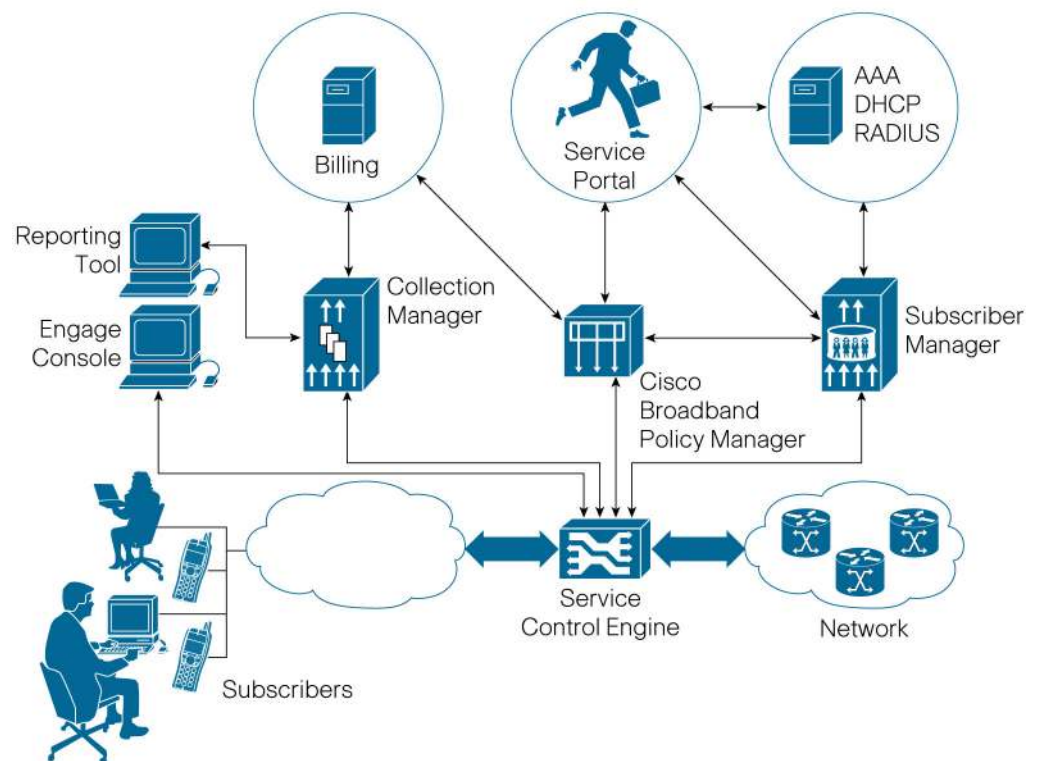 AAA
DHCP
RADIUS
Billing
Service
Portal
Reporting
Tool
Collection
Manager
Engage
Console
Subscriber
Manager
Cisco
Broadband
Policy Manager
Service
Control Engine
Network
Subscribers